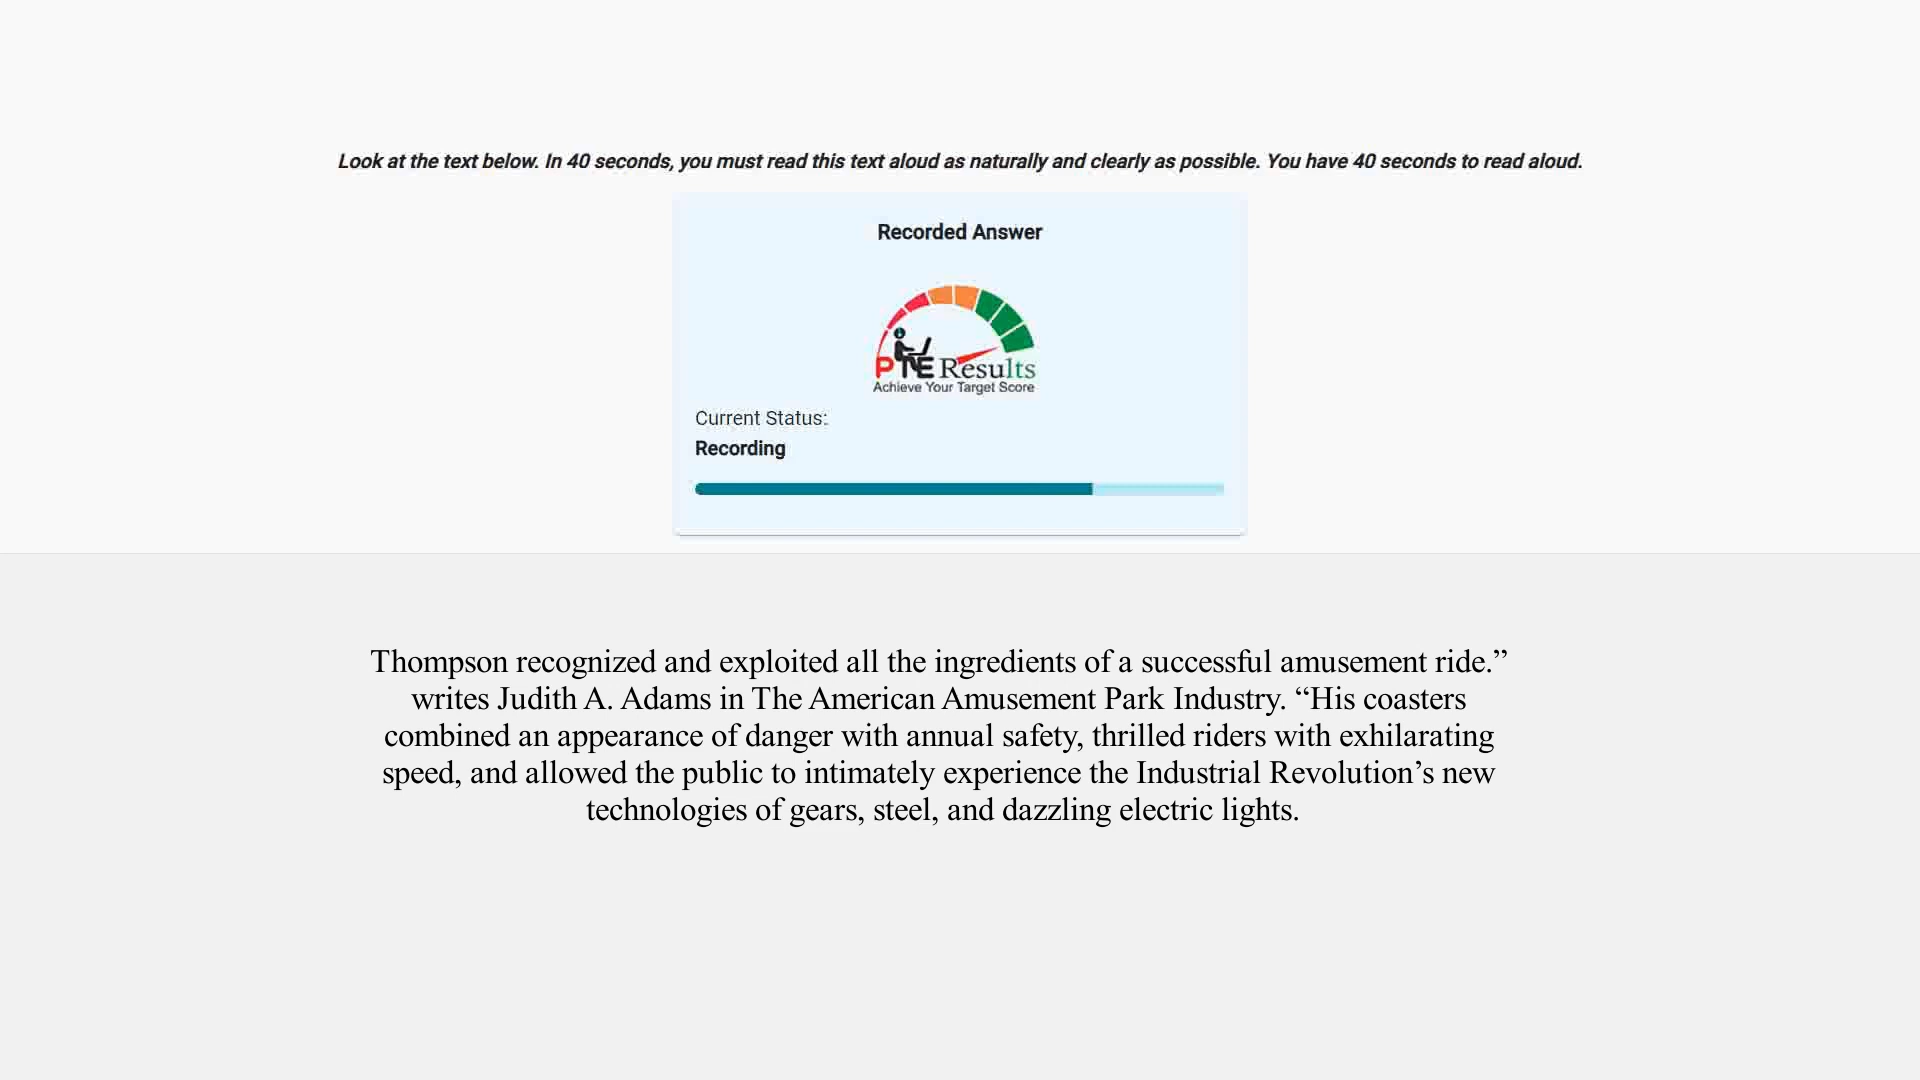 Look at the text below. In 40 seconds, you must read this text aloud as naturally and clearly as possible. You have 40 seconds to read aloud.
Recorded Answer
PTE Results
Achieve Your Target Score
Current Status:
Recording
Thompson recognized and exploited all the ingredients of a successful amusement ride.”
writes Judith A. Adams in The American Amusement Park Industry. “His coasters
combined an appearance of danger with annual safety, thrilled riders with exhilarating
speed, and allowed the public to intimately experience the Industrial Revolution’s new
technologies of gears, steel, and dazzling electric lights.